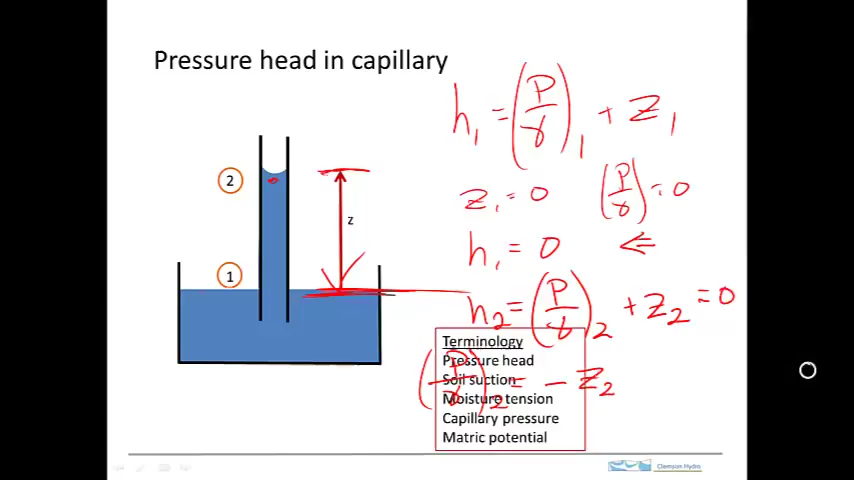 Pressure head in capillary
h₁ = (P/γ)₁ + z₁
z₁ = 0 (P/γ) = 0
2
z
h₁ = 0 ⇐
1
h₂ = (P/γ)₂ + z₂ = 0
Terminology
Pressure head
(P/γ)₂ = - z₂
Soil suction
Moisture tension
Capillary pressure
Matric potential
Clemson Hydro